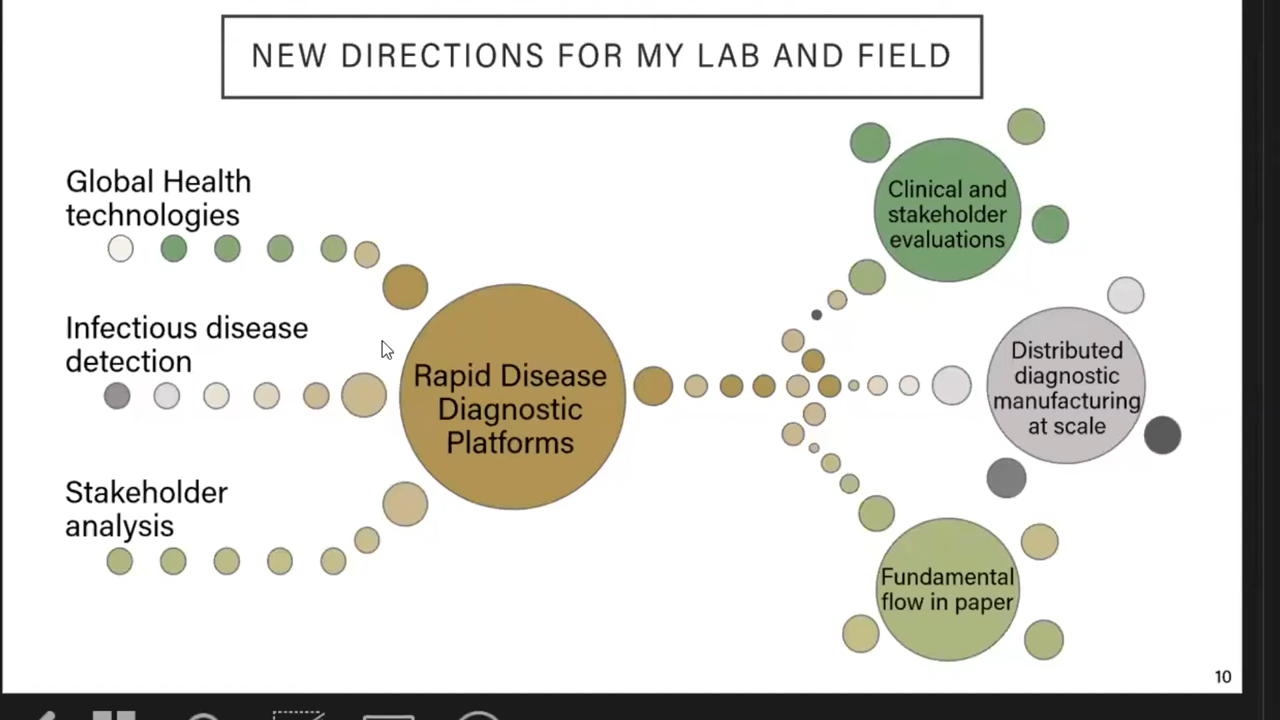 NEW DIRECTIONS FOR MY LAB AND FIELD
Global Health
technologies
Infectious disease
detection
Stakeholder
analysis
Rapid Disease
Diagnostic
Platforms
Clinical and
stakeholder
evaluations
Distributed
diagnostic
manufacturing
at scale
Fundamental
flow in paper
10